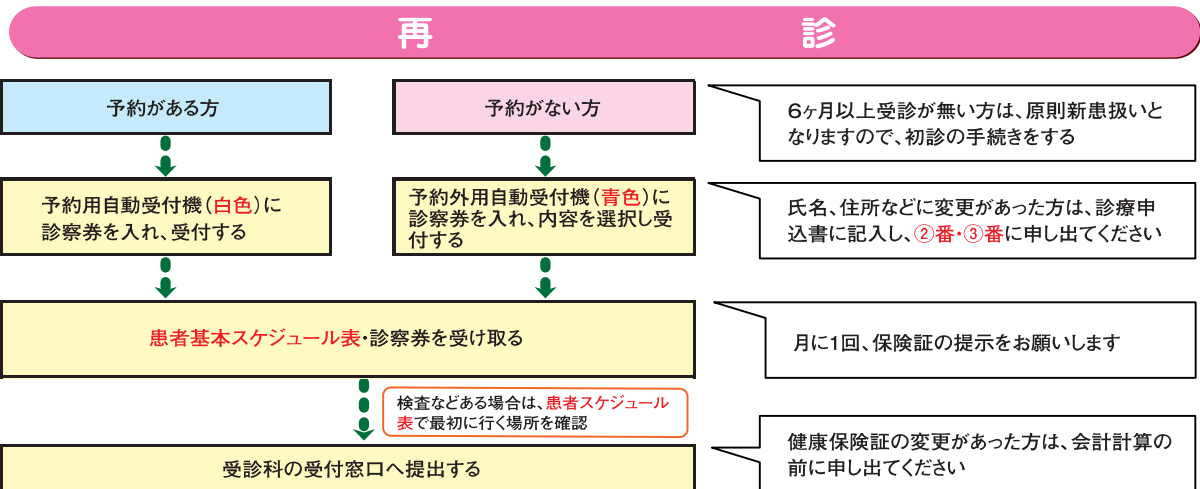 再診
予約がある方
予約がない方
6ヶ月以上受診が無い方は、原則新患扱いと
なりますので、初診の手続きをする
予約用自動受付機(白色)に
診察券を入れ、受付する
予約外用自動受付機(青色)に
診察券を入れ、内容を選択し受
付する
氏名、住所などに変更があった方は、診療申
込書に記入し、②番・③番に申し出てください
患者基本スケジュール表・診察券を受け取る
月に1回、保険証の提示をお願いします
検査などある場合は、患者スケジュール
表で最初に行く場所を確認
受診科の受付窓口へ提出する
健康保険証の変更があった方は、会計計算の
前に申し出てください